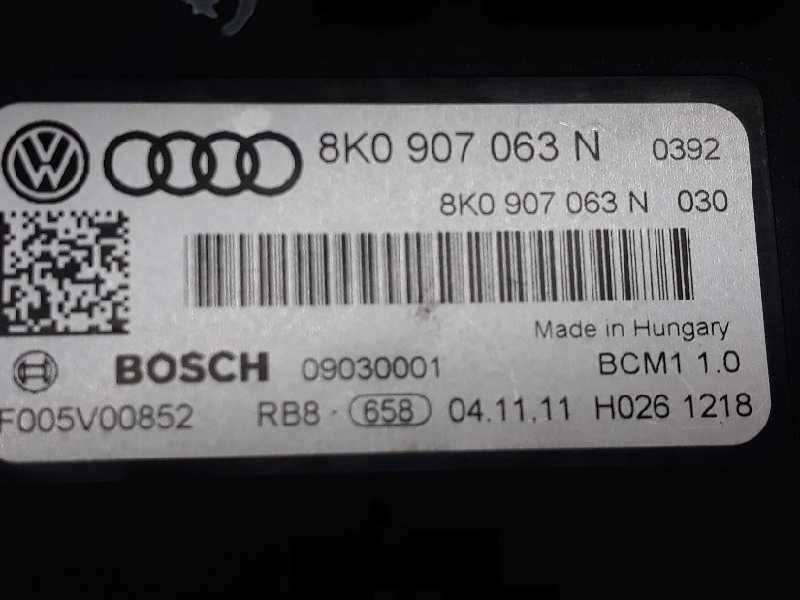 8K0 907 063 N 0392
8K0 907 063 N 030
Made in Hungary
BOSCH 09030001 BCM1 1.0
F005V00852 RB8 · 658 04.11.11 H026 1218